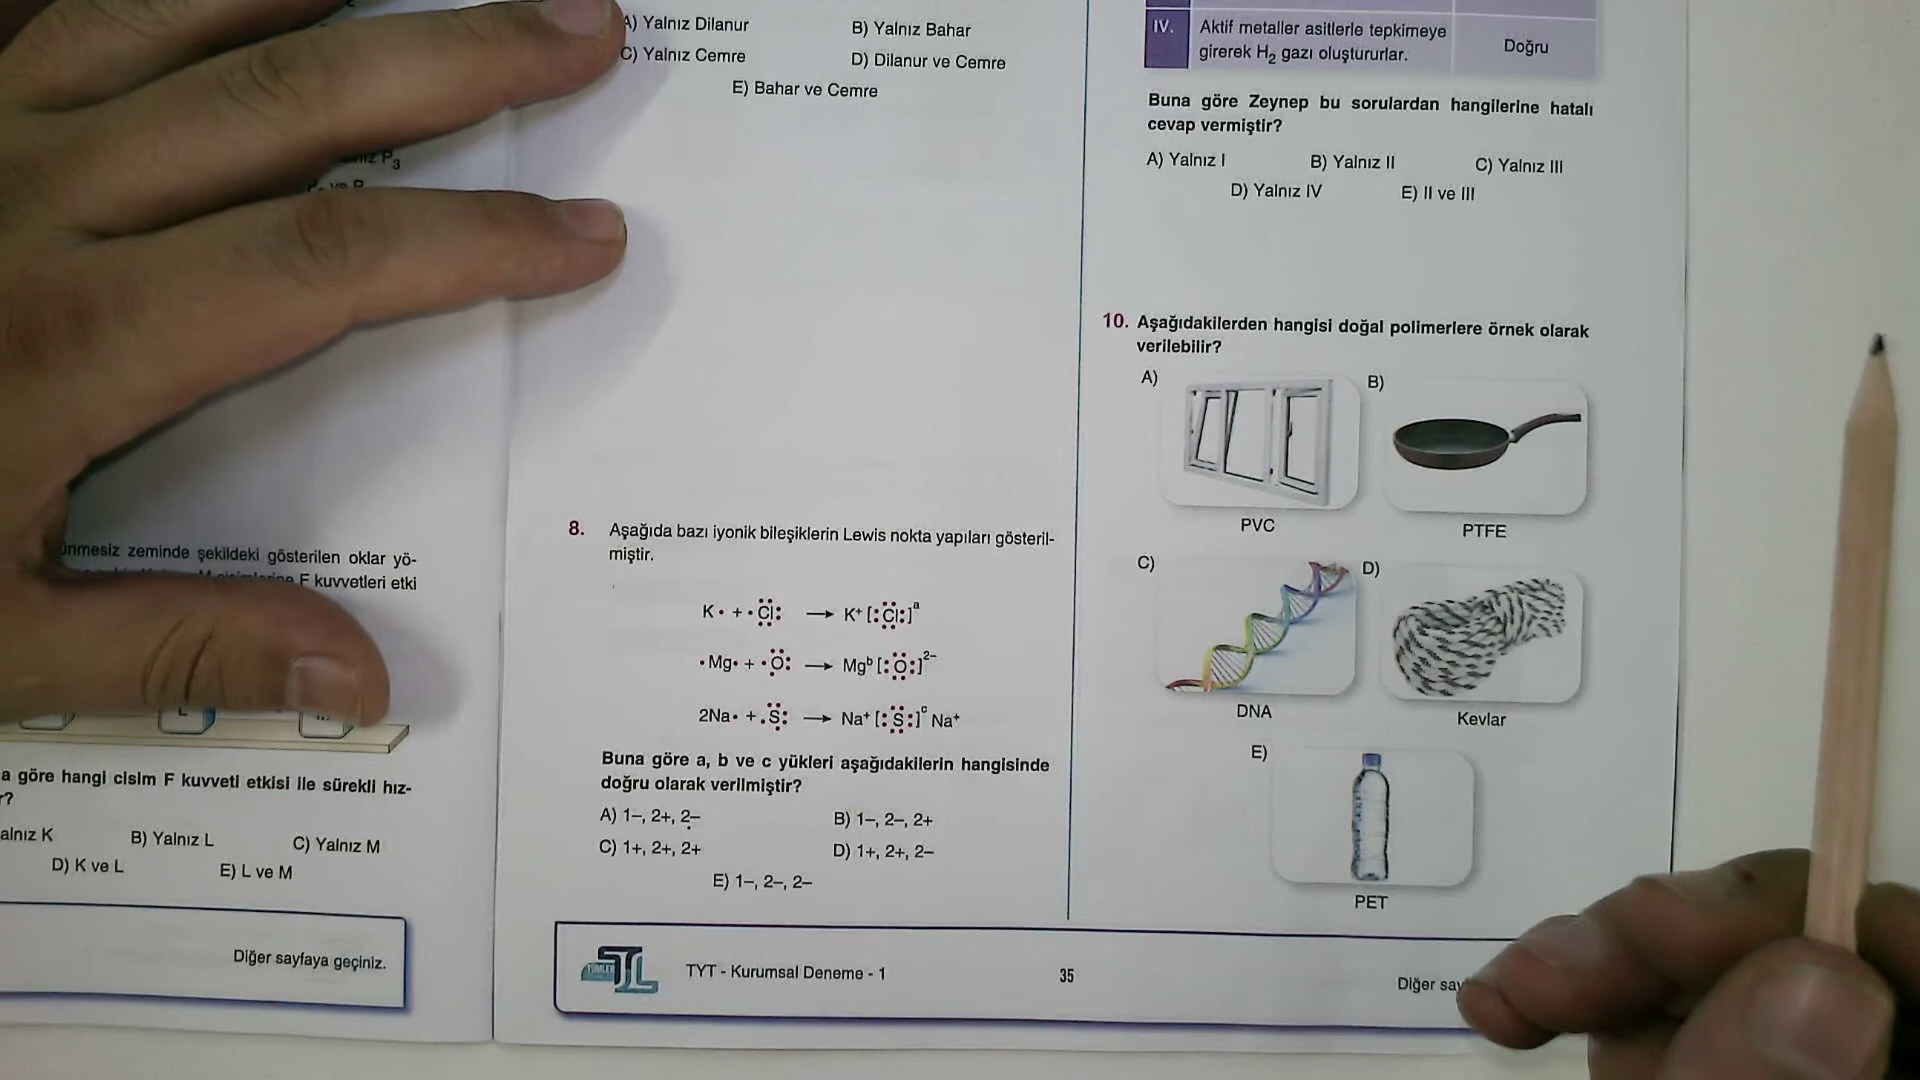 A) Yalnız Dilanur
B) Yalnız Bahar
C) Yalnız Cemre
D) Dilanur ve Cemre
E) Bahar ve Cemre
P3
ünmesiz zeminde şekildeki gösterilen oklar yö-
F kuvvetleri etki
L
a göre hangi cisim F kuvveti etkisi ile sürekli hız-
r?
alnız K
B) Yalnız L
C) Yalnız M
D) K ve L
E) L ve M
Diğer sayfaya geçiniz.
8. Aşağıda bazı iyonik bileşiklerin Lewis nokta yapıları gösteril-
miştir.
K• + •Cl: → K⁺ [:Cl:]ᵃ
•Mg• + •O: → Mgᵇ [:O:]²⁻
2Na• + .S: → Na⁺ [:S:]ᶜ Na⁺
Buna göre a, b ve c yükleri aşağıdakilerin hangisinde
doğru olarak verilmiştir?
A) 1–, 2+, 2–
B) 1–, 2–, 2+
C) 1+, 2+, 2+
D) 1+, 2+, 2–
E) 1–, 2–, 2–
TÜMLER
TYT - Kurumsal Deneme - 1
35
Diğer say
IV. Aktif metaller asitlerle tepkimeye
girerek H₂ gazı oluştururlar.
Doğru
Buna göre Zeynep bu sorulardan hangilerine hatalı
cevap vermiştir?
A) Yalnız I
B) Yalnız II
C) Yalnız III
D) Yalnız IV
E) II ve III
10. Aşağıdakilerden hangisi doğal polimerlere örnek olarak
verilebilir?
A)
B)
PVC
PTFE
C)
D)
DNA
Kevlar
E)
PET